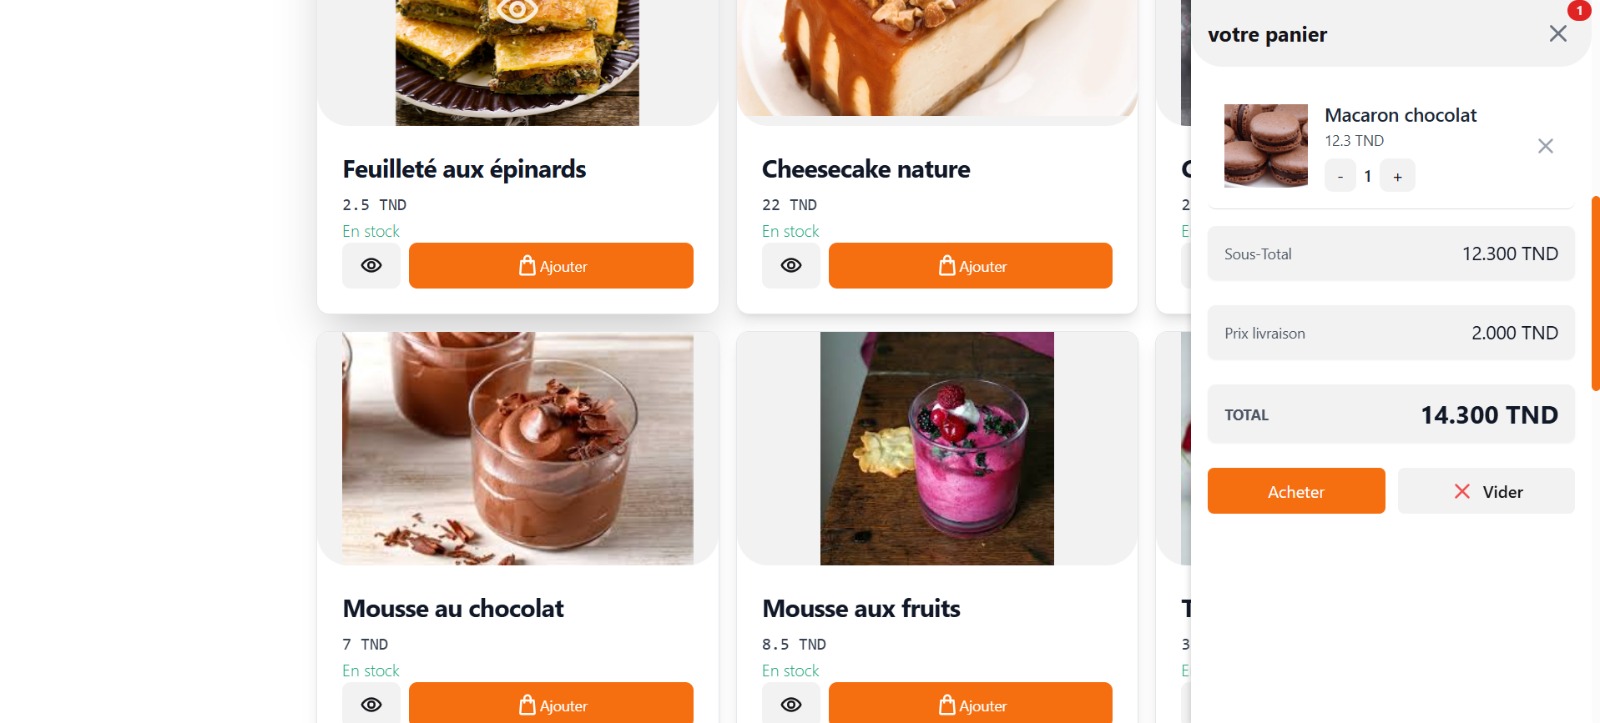 Feuilleté aux épinards
2.5 TND
En stock
Ajouter
Cheesecake nature
22 TND
En stock
Ajouter
Mousse au chocolat
7 TND
En stock
Ajouter
Mousse aux fruits
8.5 TND
En stock
Ajouter
1
votre panier
Macaron chocolat
12.3 TND
- 1 +
Sous-Total 12.300 TND
Prix livraison 2.000 TND
TOTAL 14.300 TND
Acheter
Vider